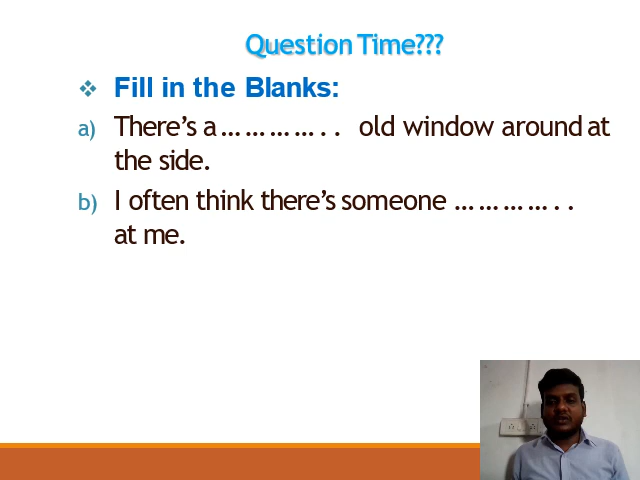 Question Time???
❖ Fill in the Blanks:
a) There’s a ………….. old window around at
the side.
b) I often think there’s someone …………..
at me.